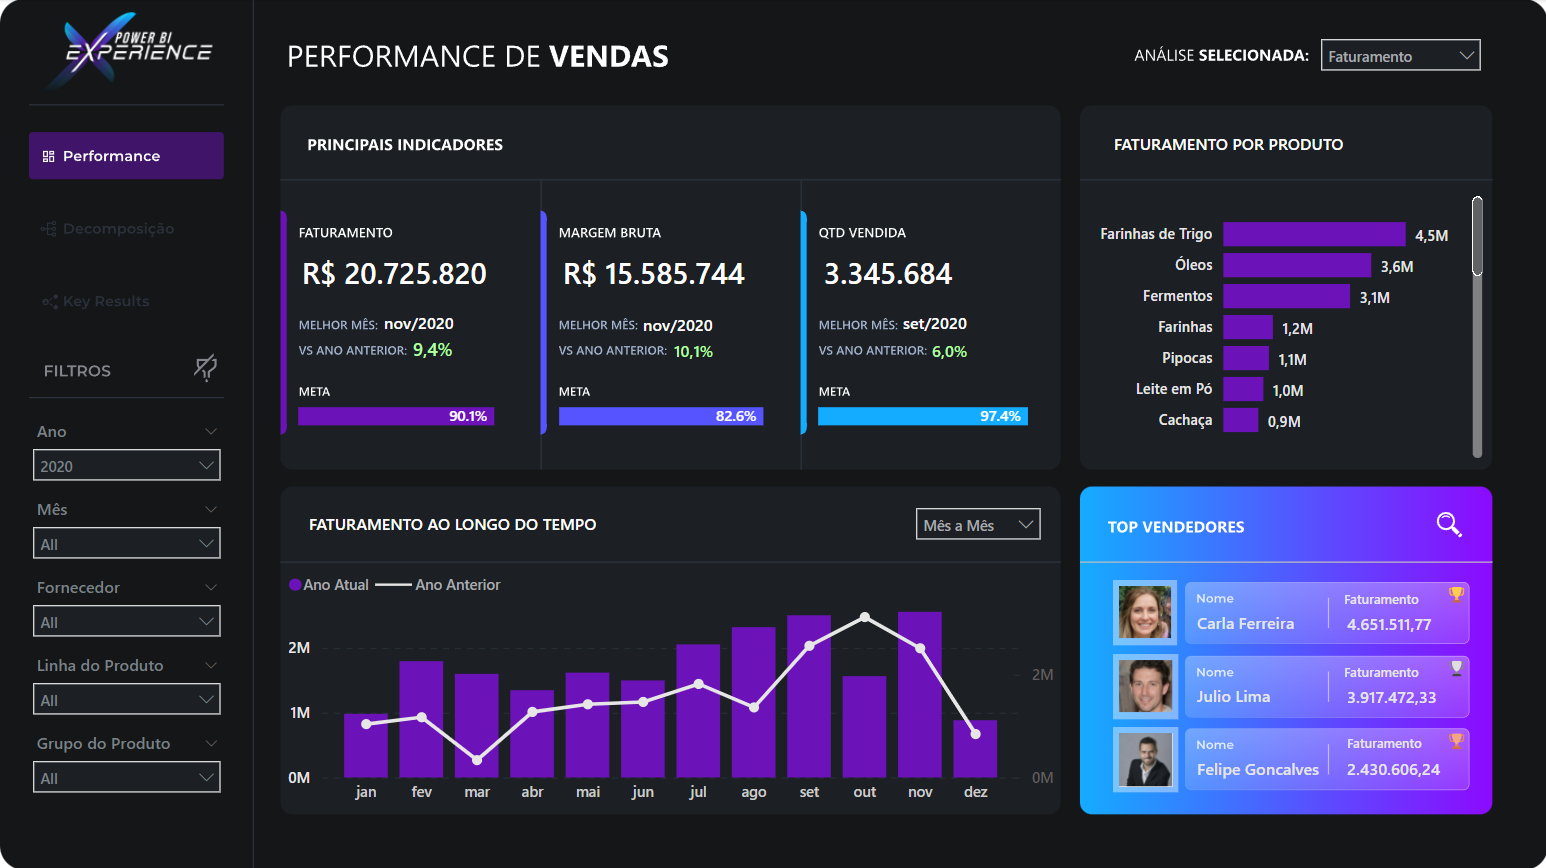 POWER BI
EXPERIENCE
Performance
Decomposição
Key Results
FILTROS
Ano
2020
Mês
All
Fornecedor
All
Linha do Produto
All
Grupo do Produto
All
PERFORMANCE DE VENDAS
ANÁLISE SELECIONADA:
Faturamento
PRINCIPAIS INDICADORES
FATURAMENTO
R$ 20.725.820
MELHOR MÊS: nov/2020
VS ANO ANTERIOR: 9,4%
META
90.1%
MARGEM BRUTA
R$ 15.585.744
MELHOR MÊS: nov/2020
VS ANO ANTERIOR: 10,1%
META
82.6%
QTD VENDIDA
3.345.684
MELHOR MÊS: set/2020
VS ANO ANTERIOR: 6,0%
META
97.4%
FATURAMENTO POR PRODUTO
Farinhas de Trigo 4,5M
Óleos 3,6M
Fermentos 3,1M
Farinhas 1,2M
Pipocas 1,1M
Leite em Pó 1,0M
Cachaça 0,9M
FATURAMENTO AO LONGO DO TEMPO
Mês a Mês
Ano Atual Ano Anterior
2M
1M
0M
2M
0M
jan fev mar abr mai jun jul ago set out nov dez
TOP VENDEDORES
Nome Faturamento
Carla Ferreira 4.651.511,77
Nome Faturamento
Julio Lima 3.917.472,33
Nome Faturamento
Felipe Goncalves 2.430.606,24